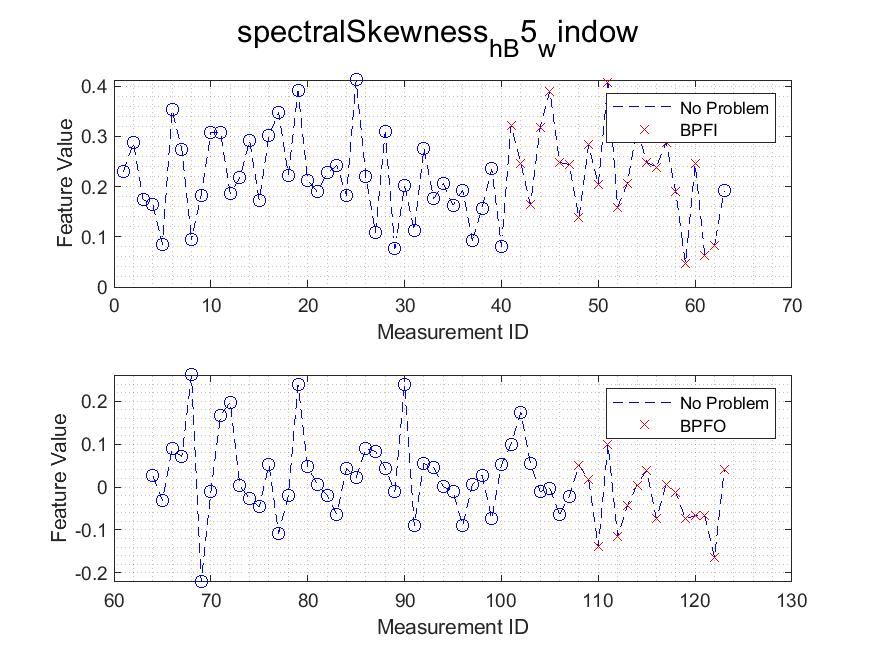 spectralSkewness_hB5_window
0.4
0.3
0.2
0.1
0
Feature Value
No Problem
BPFI
0 10 20 30 40 50 60 70
Measurement ID
0.2
0.1
0
-0.1
-0.2
Feature Value
No Problem
BPFO
60 70 80 90 100 110 120 130
Measurement ID